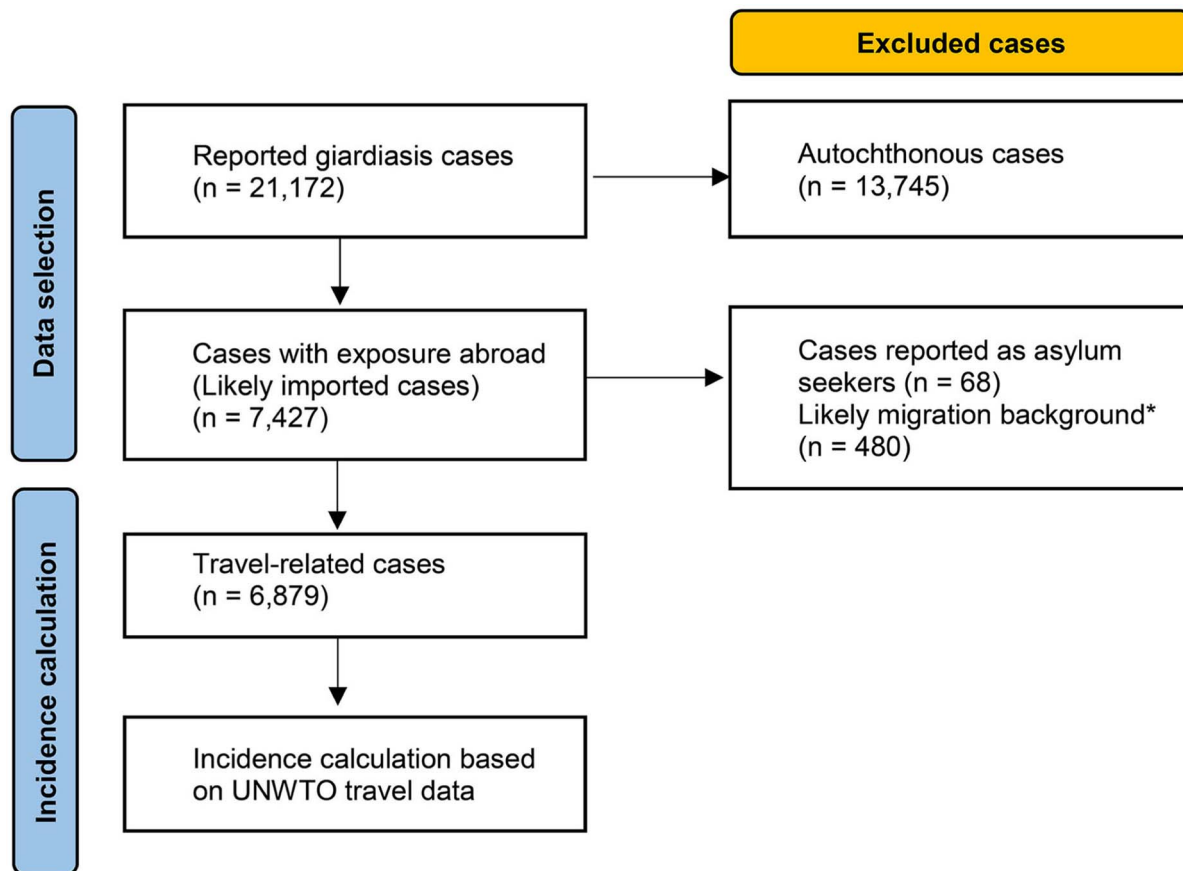 Excluded cases
Data selection
Reported giardiasis cases
(n = 21,172)
Autochthonous cases
(n = 13,745)
Cases with exposure abroad
(Likely imported cases)
(n = 7,427)
Cases reported as asylum
seekers (n = 68)
Likely migration background*
(n = 480)
Incidence calculation
Travel-related cases
(n = 6,879)
Incidence calculation based
on UNWTO travel data